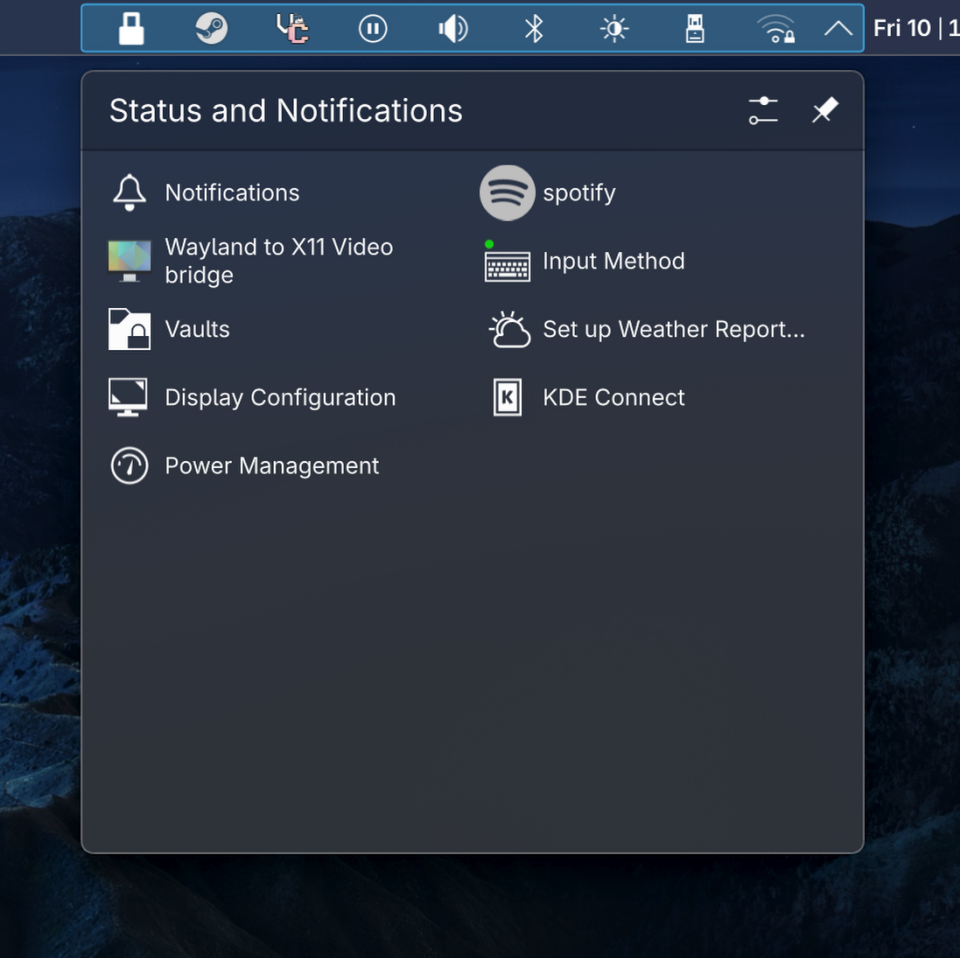 Fri 10 | 1
Status and Notifications
Notifications
spotify
Wayland to X11 Video
bridge
Input Method
Vaults
Set up Weather Report...
Display Configuration
K
KDE Connect
Power Management